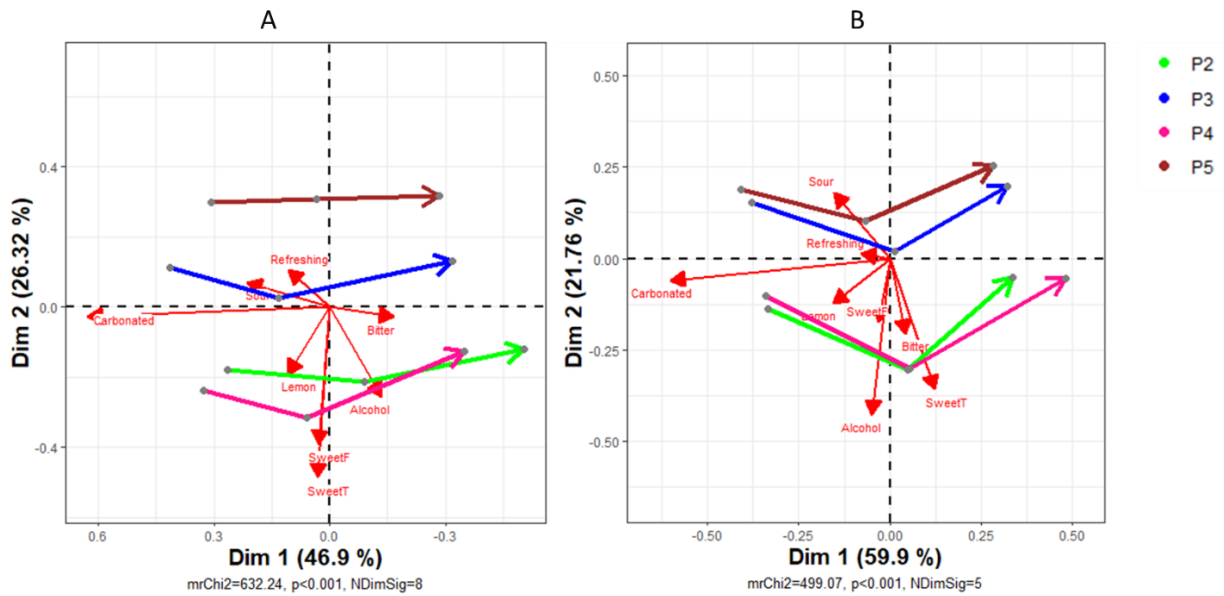 A
B
P2
P3
P4
P5
Dim 2 (26.32 %)
0.4
0.0
-0.4
Refreshing
Sour
Carbonated
Bitter
Lemon
Alcohol
SweetF
SweetT
0.6
0.3
0.0
-0.3
Dim 1 (46.9 %)
mrChi2=632.24, p<0.001, NDimSig=8
Dim 2 (21.76 %)
0.50
0.25
0.00
-0.25
-0.50
Sour
Refreshing
Carbonated
Lemon
SweetF
Bitter
SweetT
Alcohol
-0.50
-0.25
0.00
0.25
0.50
Dim 1 (59.9 %)
mrChi2=499.07, p<0.001, NDimSig=5